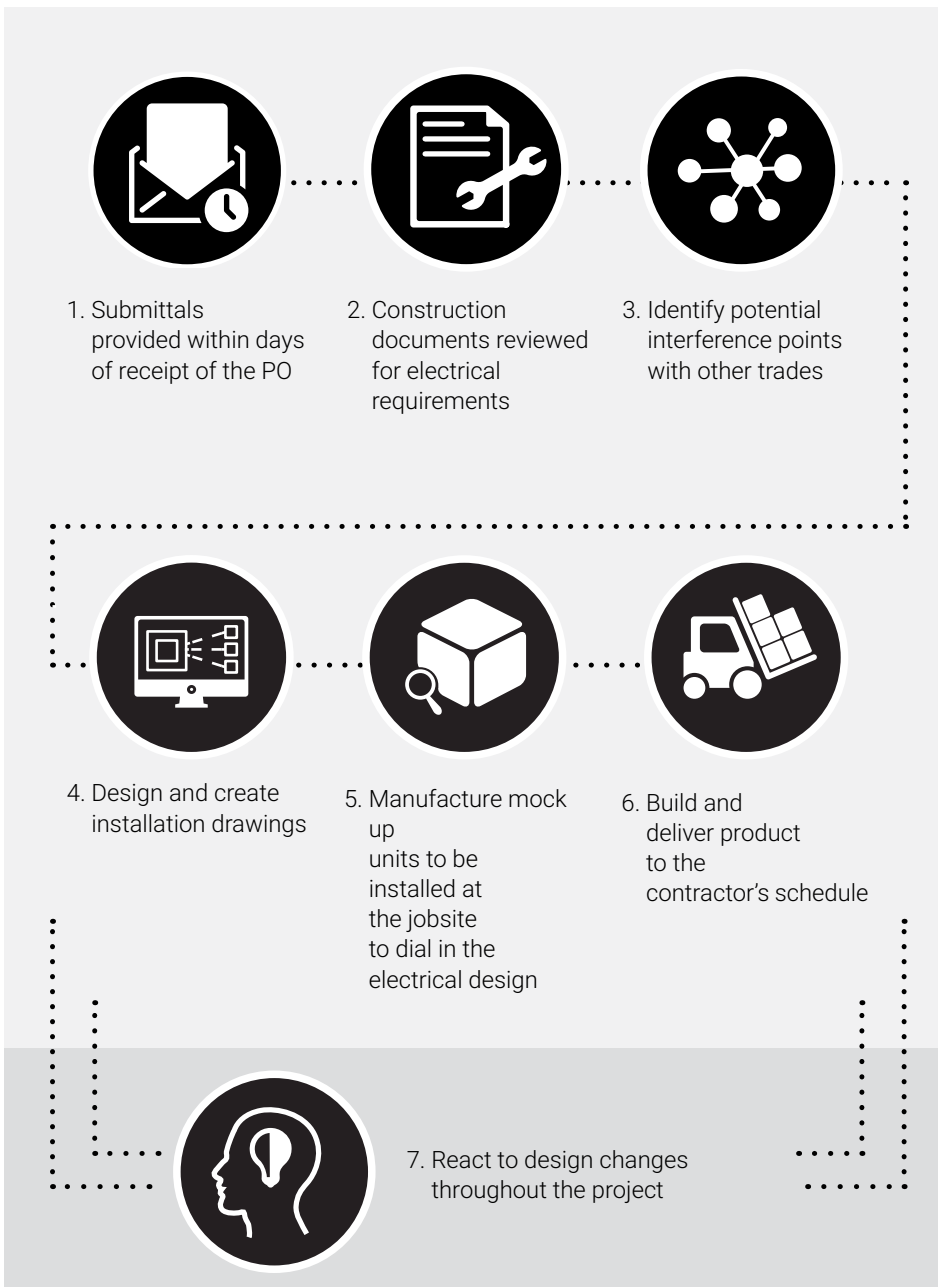 1. Submittals
provided within days
of receipt of the PO
2. Construction
documents reviewed
for electrical
requirements
3. Identify potential
interference points
with other trades
4. Design and create
installation drawings
5. Manufacture mock
up
units to be
installed at
the jobsite
to dial in the
electrical design
6. Build and
deliver product
to the
contractor’s schedule
7. React to design changes
throughout the project